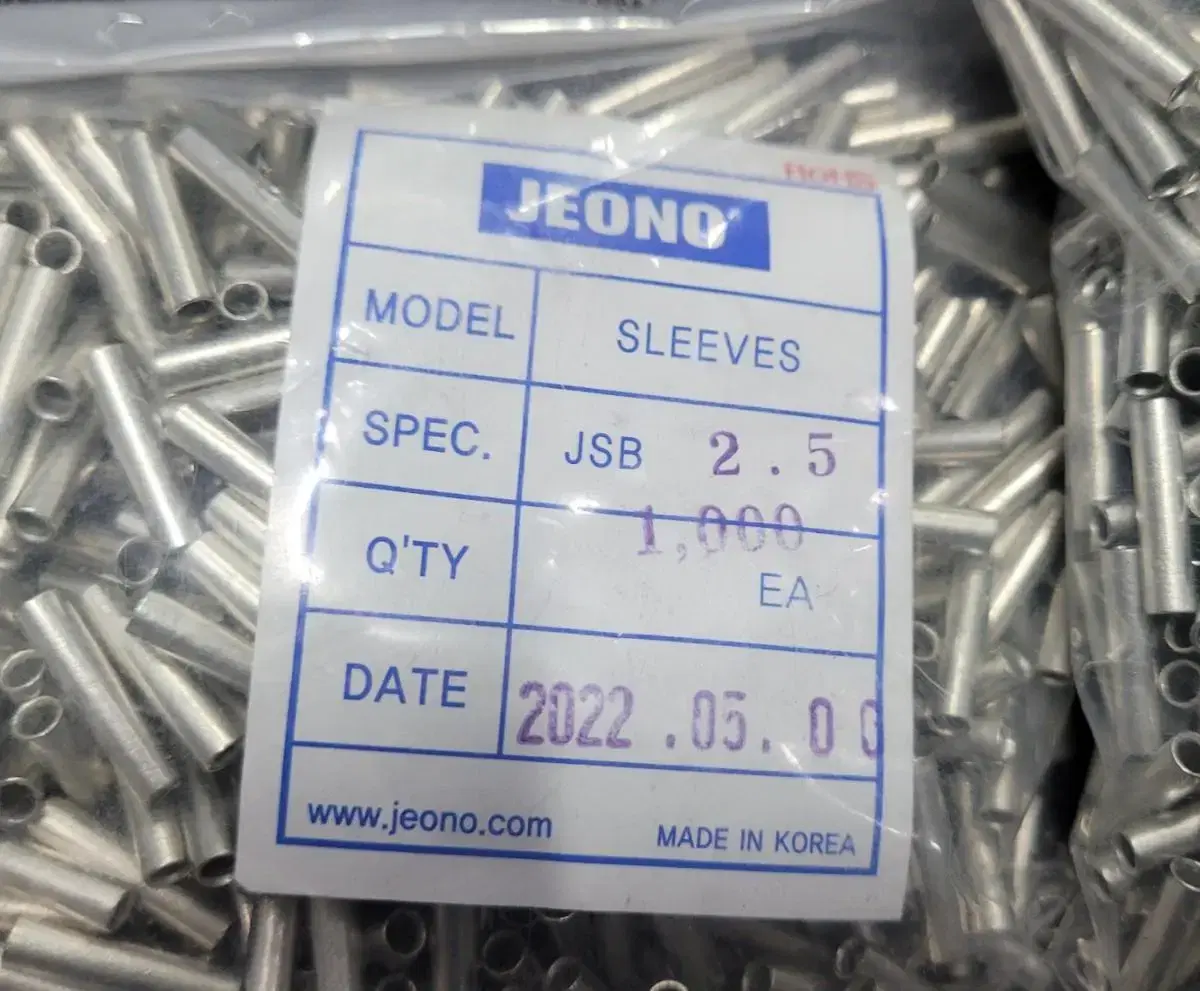 RoHS
JEONO
MODEL SLEEVES
SPEC. JSB 2.5
Q'TY 1,000 EA
DATE 2022.05.0
www.jeono.com MADE IN KOREA